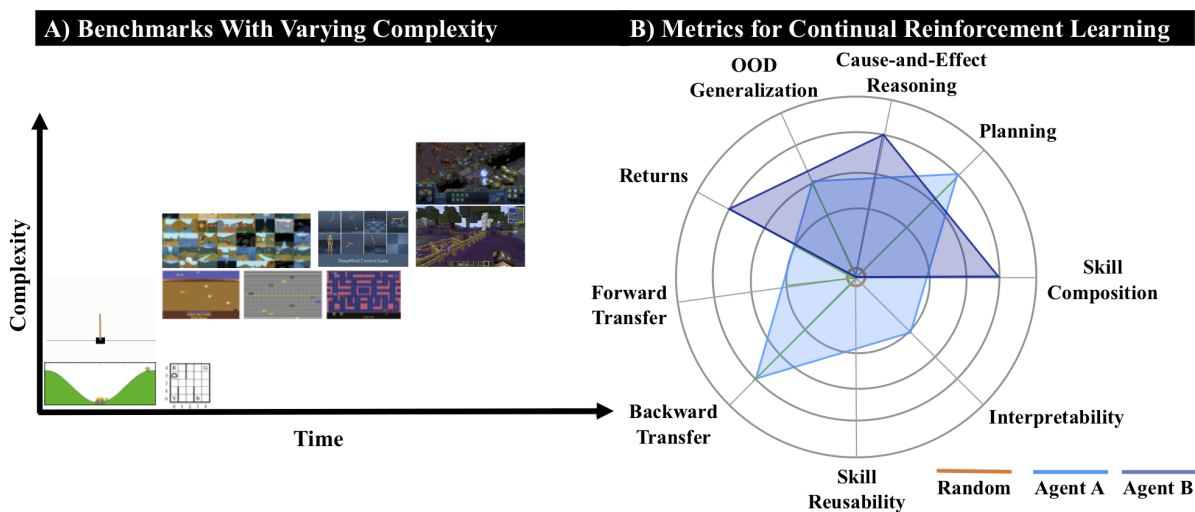 A) Benchmarks With Varying Complexity
B) Metrics for Continual Reinforcement Learning
Complexity
Time
DeepMind Control Suite
R
G
Y
B
OOD
Generalization
Cause-and-Effect
Reasoning
Planning
Returns
Skill
Composition
Forward
Transfer
Backward
Transfer
Interpretability
Skill
Reusability
Random
Agent A
Agent B